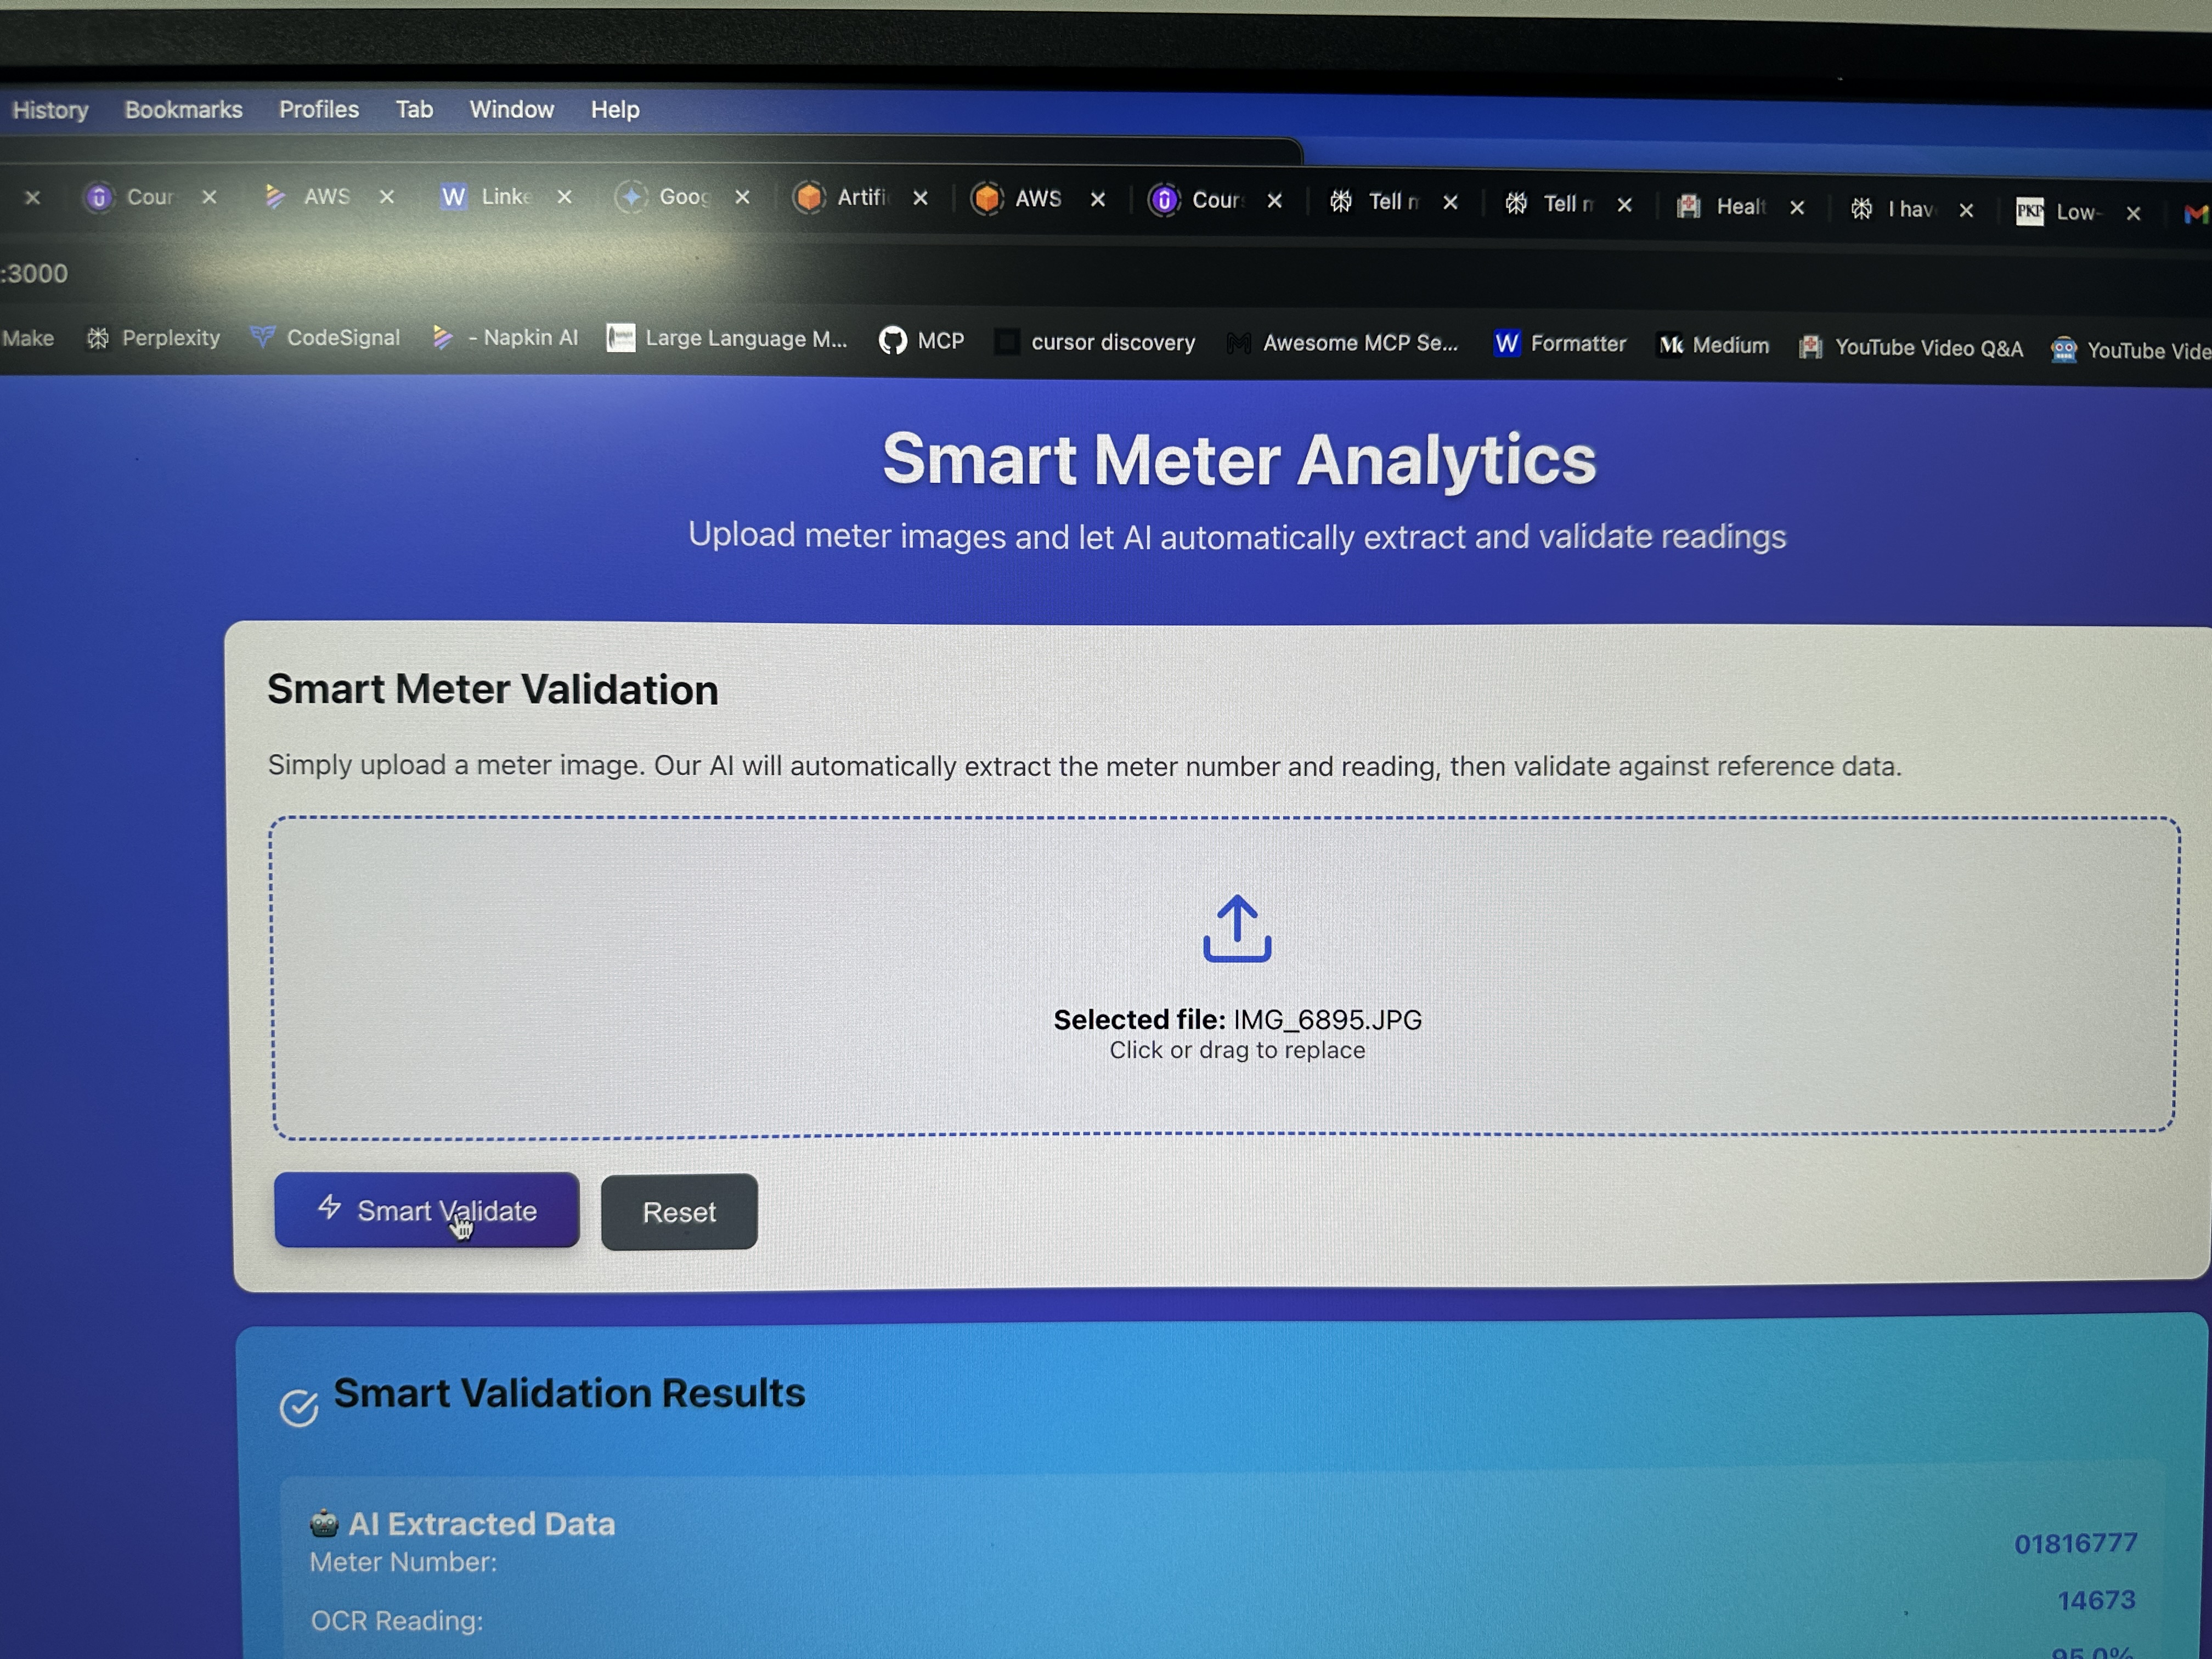 History Bookmarks Profiles Tab Window Help
Cour AWS Linke Goog Artifi AWS Cour Tell Tell Healt I hav Low-
:3000
Make Perplexity CodeSignal - Napkin AI Large Language M... MCP cursor discovery Awesome MCP Se... Formatter Medium YouTube Video Q&A YouTube Vide
Smart Meter Analytics
Upload meter images and let AI automatically extract and validate readings
Smart Meter Validation
Simply upload a meter image. Our AI will automatically extract the meter number and reading, then validate against reference data.
Selected file: IMG_6895.JPG
Click or drag to replace
Smart Validate Reset
Smart Validation Results
AI Extracted Data
Meter Number: 01816777
OCR Reading: 14673